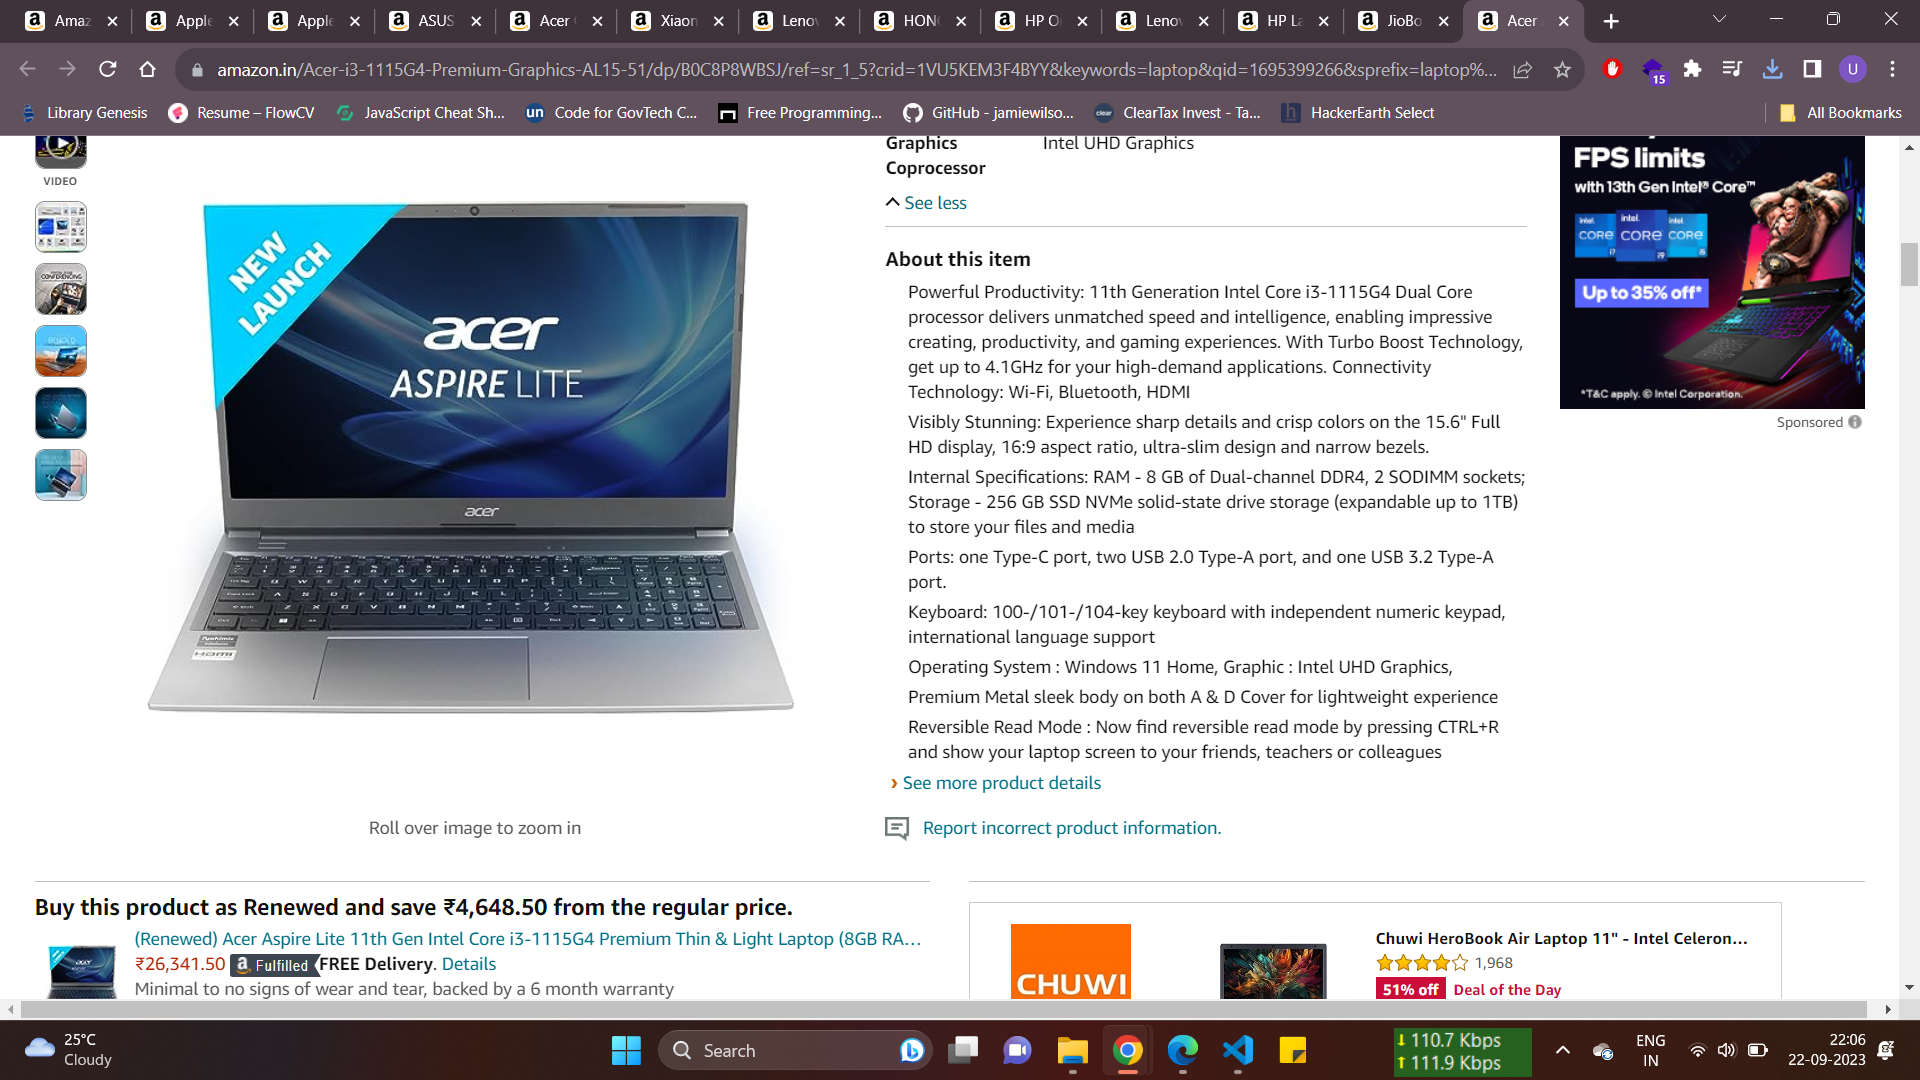 Amaz
Apple
Apple
ASUS
Acer
Xiaom
Lenov
HONO
HP O
Lenov
HP La
JioBo
Acer
amazon.in/Acer-i3-1115G4-Premium-Graphics-AL15-51/dp/B0C8P8WBSJ/ref=sr_1_5?crid=1VU5KEM3F4BYY&keywords=laptop&qid=1695399266&sprefix=laptop%...
15
U
Library Genesis
Resume – FlowCV
JavaScript Cheat Sh...
un Code for GovTech C...
Free Programming...
GitHub - jamiewilso...
clear ClearTax Invest - Ta...
h HackerEarth Select
All Bookmarks
VIDEO
CONFERENCING
NEW
LAUNCH
acer
ASPIRE LITE
acer
HDMI
Roll over image to zoom in
Graphics Intel UHD Graphics
Coprocessor
See less
About this item
Powerful Productivity: 11th Generation Intel Core i3-1115G4 Dual Core
processor delivers unmatched speed and intelligence, enabling impressive
creating, productivity, and gaming experiences. With Turbo Boost Technology,
get up to 4.1GHz for your high-demand applications. Connectivity
Technology: Wi-Fi, Bluetooth, HDMI
Visibly Stunning: Experience sharp details and crisp colors on the 15.6" Full
HD display, 16:9 aspect ratio, ultra-slim design and narrow bezels.
Internal Specifications: RAM - 8 GB of Dual-channel DDR4, 2 SODIMM sockets;
Storage - 256 GB SSD NVMe solid-state drive storage (expandable up to 1TB)
to store your files and media
Ports: one Type-C port, two USB 2.0 Type-A port, and one USB 3.2 Type-A
port.
Keyboard: 100-/101-/104-key keyboard with independent numeric keypad,
international language support
Operating System : Windows 11 Home, Graphic : Intel UHD Graphics,
Premium Metal sleek body on both A & D Cover for lightweight experience
Reversible Read Mode : Now find reversible read mode by pressing CTRL+R
and show your laptop screen to your friends, teachers or colleagues
› See more product details
Report incorrect product information.
FPS limits
with 13th Gen Intel® Core™
intel. intel. intel.
CORE CORE CORE
i7 i9 i5
Up to 35% off*
*T&C apply. © Intel Corporation.
Sponsored
Buy this product as Renewed and save ₹4,648.50 from the regular price.
(Renewed) Acer Aspire Lite 11th Gen Intel Core i3-1115G4 Premium Thin & Light Laptop (8GB RA...
₹26,341.50 a Fulfilled FREE Delivery. Details
Minimal to no signs of wear and tear, backed by a 6 month warranty
CHUWI
Chuwi HeroBook Air Laptop 11" - Intel Celeron...
1,968
51% off Deal of the Day
25°C
Cloudy
Search
110.7 Kbps
111.9 Kbps
ENG
IN
22:06
22-09-2023